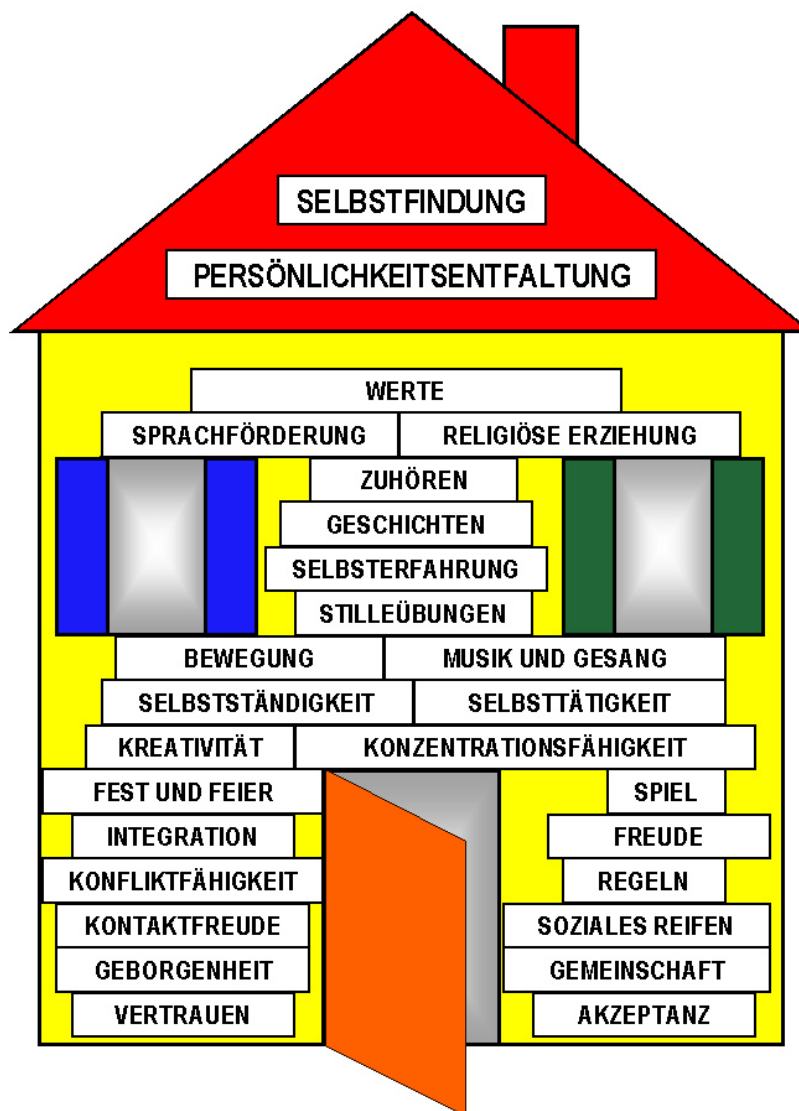 SELBSTFINDUNG
PERSÖNLICHKEITSENTFALTUNG
WERTE
SPRACHFÖRDERUNG RELIGIÖSE ERZIEHUNG
ZUHÖREN
GESCHICHTEN
SELBSTERFAHRUNG
STILLEÜBUNGEN
BEWEGUNG MUSIK UND GESANG
SELBSTSTÄNDIGKEIT SELBSTTÄTIGKEIT
KREATIVITÄT KONZENTRATIONSFÄHIGKEIT
FEST UND FEIER SPIEL
INTEGRATION FREUDE
KONFLIKTFÄHIGKEIT REGELN
KONTAKTFREUDE SOZIALES REIFEN
GEBORGENHEIT GEMEINSCHAFT
VERTRAUEN AKZEPTANZ